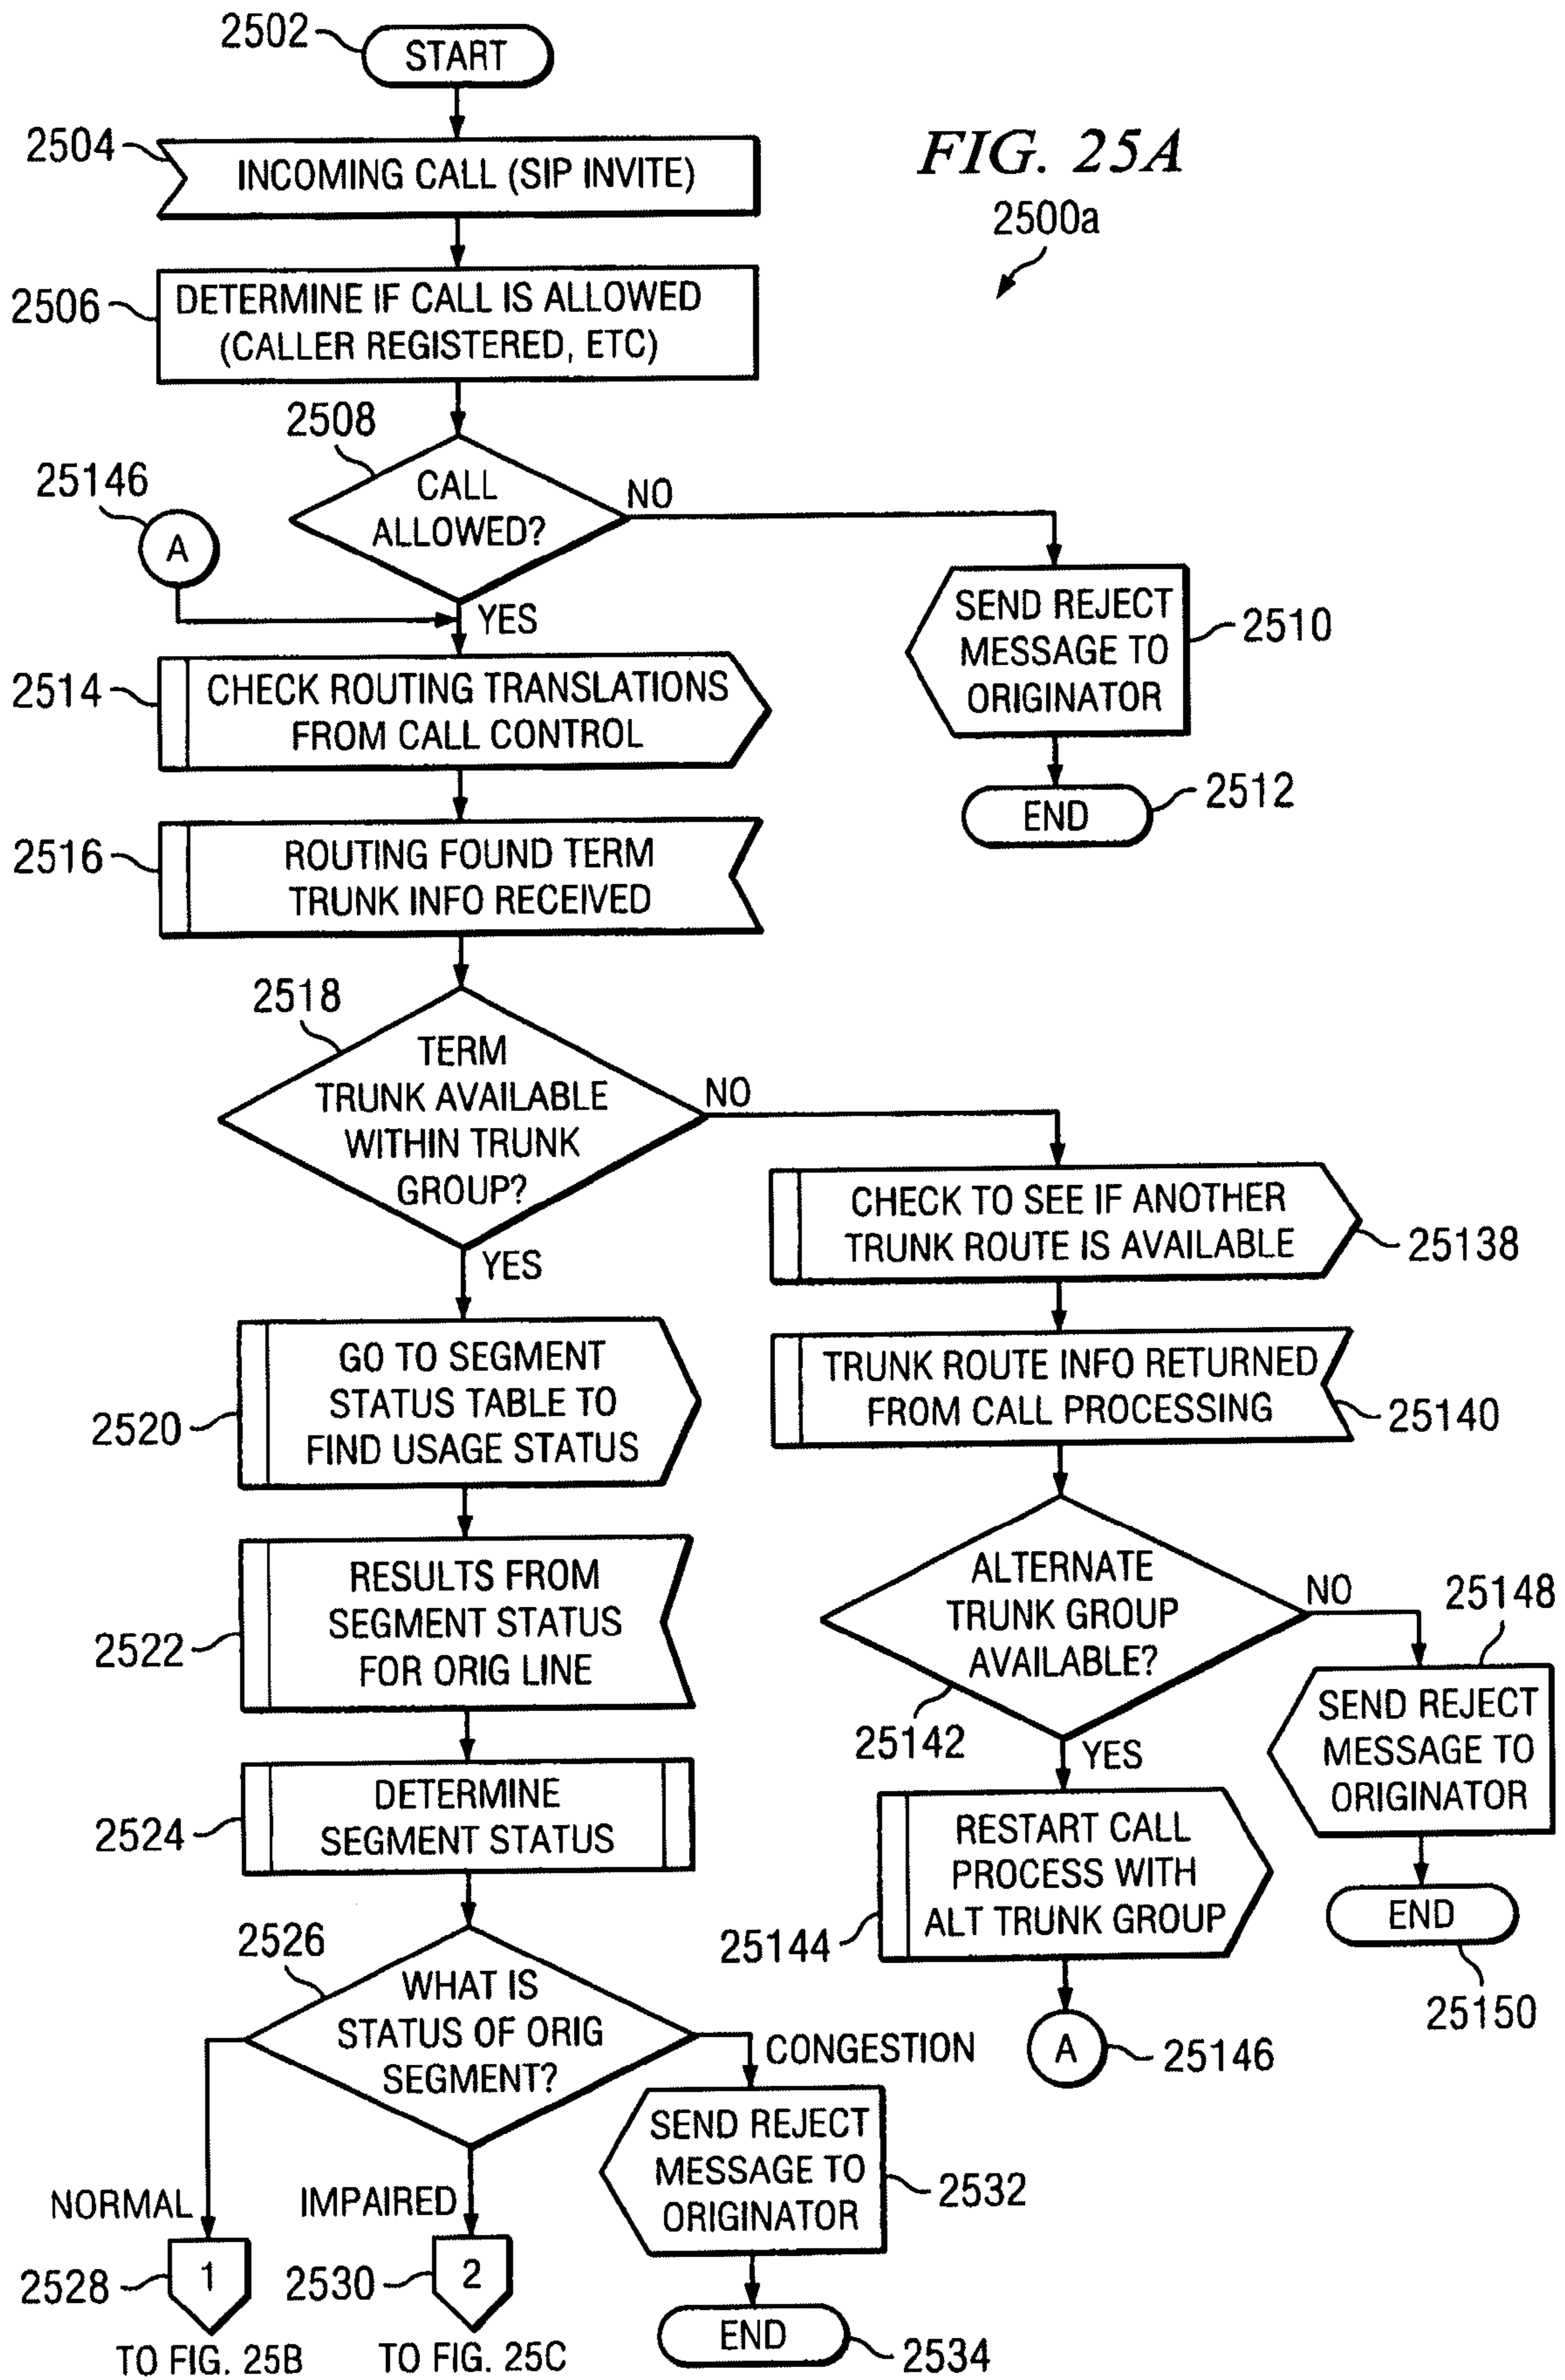 2502
START
FIG. 25A
2500a
2504
INCOMING CALL (SIP INVITE)
2506
DETERMINE IF CALL IS ALLOWED
(CALLER REGISTERED, ETC)
2508
CALL
ALLOWED?
NO
YES
25146
A
SEND REJECT
MESSAGE TO
ORIGINATOR
2510
END
2512
2514
CHECK ROUTING TRANSLATIONS
FROM CALL CONTROL
2516
ROUTING FOUND TERM
TRUNK INFO RECEIVED
2518
TERM
TRUNK AVAILABLE
WITHIN TRUNK
GROUP?
NO
YES
CHECK TO SEE IF ANOTHER
TRUNK ROUTE IS AVAILABLE
25138
2520
GO TO SEGMENT
STATUS TABLE TO
FIND USAGE STATUS
TRUNK ROUTE INFO RETURNED
FROM CALL PROCESSING
25140
2522
RESULTS FROM
SEGMENT STATUS
FOR ORIG LINE
ALTERNATE
TRUNK GROUP
AVAILABLE?
25142
NO
YES
25148
SEND REJECT
MESSAGE TO
ORIGINATOR
END
25150
2524
DETERMINE
SEGMENT STATUS
25144
RESTART CALL
PROCESS WITH
ALT TRUNK GROUP
A
25146
2526
WHAT IS
STATUS OF ORIG
SEGMENT?
CONGESTION
NORMAL
IMPAIRED
SEND REJECT
MESSAGE TO
ORIGINATOR
2532
2528
1
TO FIG. 25B
2530
2
TO FIG. 25C
END
2534